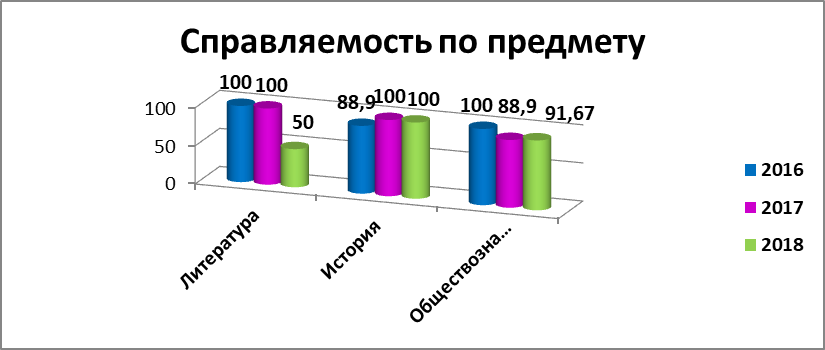 Справляемость по предмету
100 100 50 88,9 100 100 100 88,9 91,67
100
50
0
Литература
История
Обществозна...
2016
2017
2018